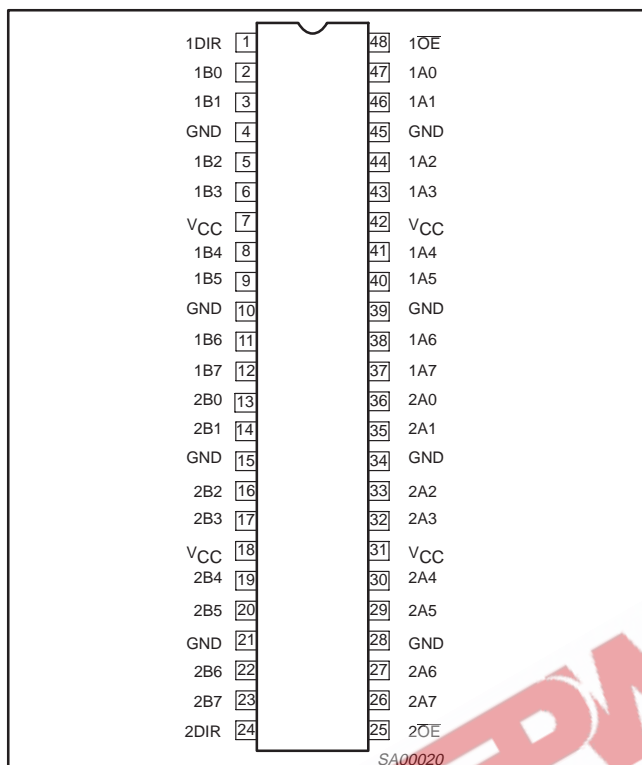 1DIR 1 48 1O̅E̅
1B0 2 47 1A0
1B1 3 46 1A1
GND 4 45 GND
1B2 5 44 1A2
1B3 6 43 1A3
VCC 7 42 VCC
1B4 8 41 1A4
1B5 9 40 1A5
GND 10 39 GND
1B6 11 38 1A6
1B7 12 37 1A7
2B0 13 36 2A0
2B1 14 35 2A1
GND 15 34 GND
2B2 16 33 2A2
2B3 17 32 2A3
VCC 18 31 VCC
2B4 19 30 2A4
2B5 20 29 2A5
GND 21 28 GND
2B6 22 27 2A6
2B7 23 26 2A7
2DIR 24 25 2O̅E̅
SA00020